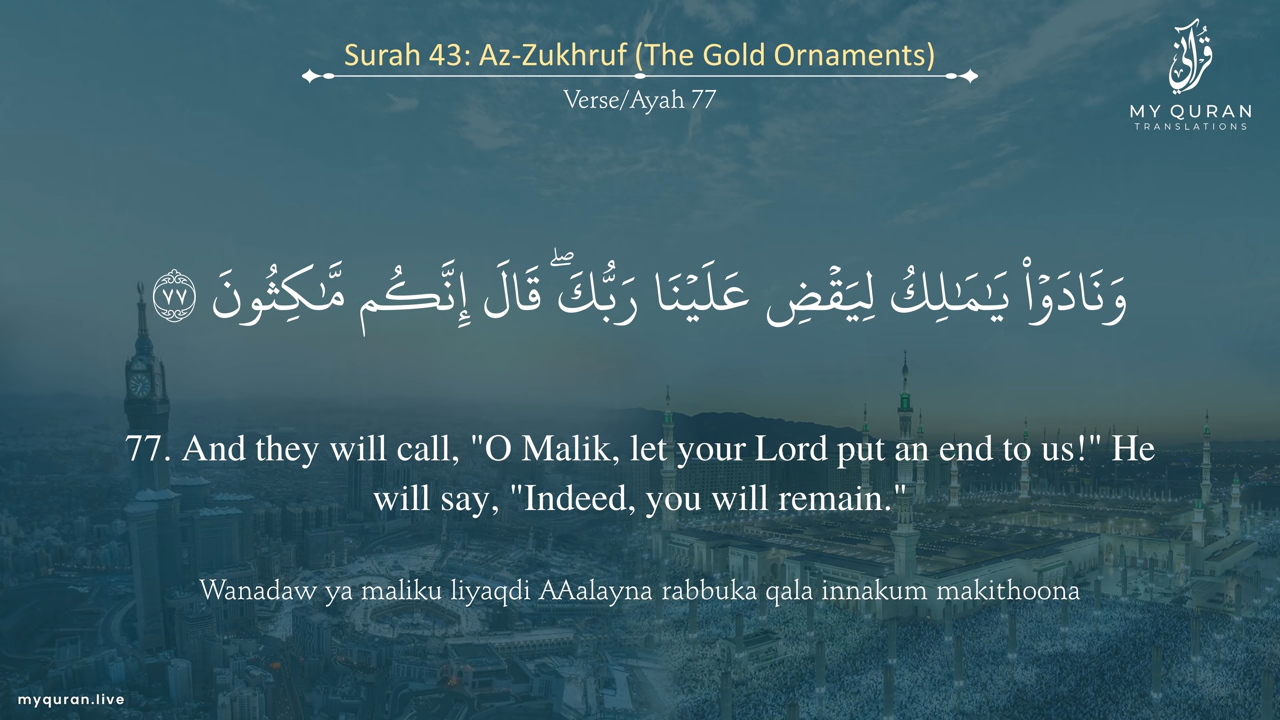 Surah 43: Az-Zukhruf (The Gold Ornaments)
Verse/Ayah 77
قرآني
MY QURAN
TRANSLATIONS
وَنَادَوۡاْ يَٰمَٰلِكُ لِيَقۡضِ عَلَيۡنَا رَبُّكَۖ قَالَ إِنَّكُم مَّٰكِثُونَ ٧٧
77. And they will call, "O Malik, let your Lord put an end to us!" He
will say, "Indeed, you will remain."
Wanadaw ya maliku liyaqdi AAalayna rabbuka qala innakum makithoona
myquran.live